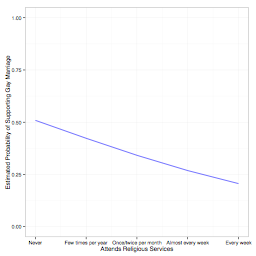 Estimated Probability of Supporting Gay Marriage
1.00
0.75
0.50
0.25
0.00
Never Few times per year Once/twice per month Almost every week Every week
Attends Religious Services